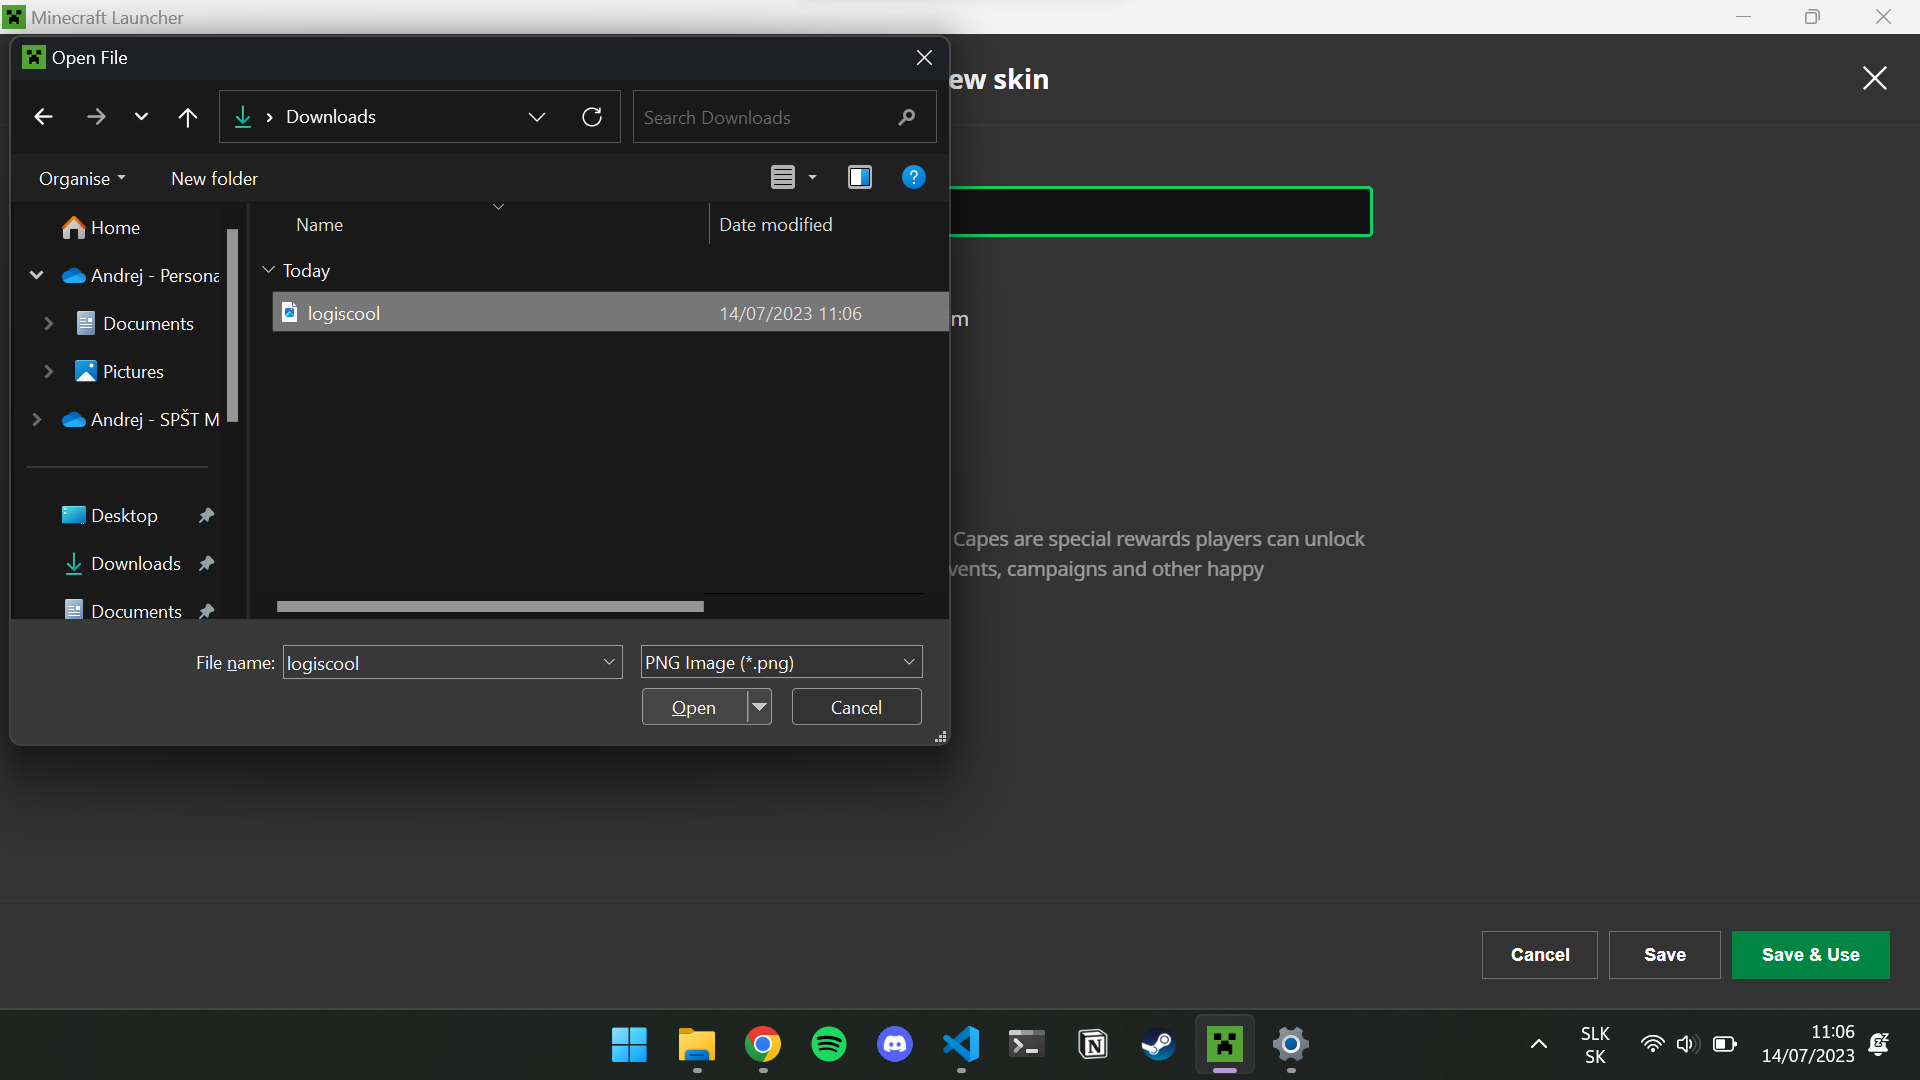 Minecraft Launcher
Open File
ew skin
Downloads
Search Downloads
Organise
New folder
Name
Date modified
Home
Andrej - Persona
Documents
Pictures
Andrej - SPŠT M
Desktop
Downloads
Documents
Today
logiscool 14/07/2023 11:06
m
Capes are special rewards players can unlock
vents, campaigns and other happy
File name: logiscool
PNG Image (*.png)
Open
Cancel
Cancel
Save
Save & Use
SLK
SK
11:06
14/07/2023